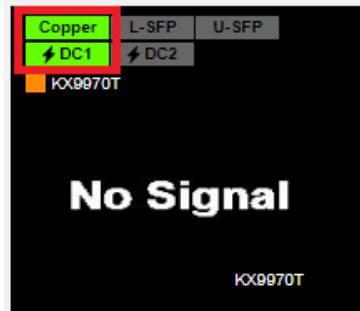 Copper L-SFP U-SFP
DC1 DC2
KX9970T
No Signal
KX9970T